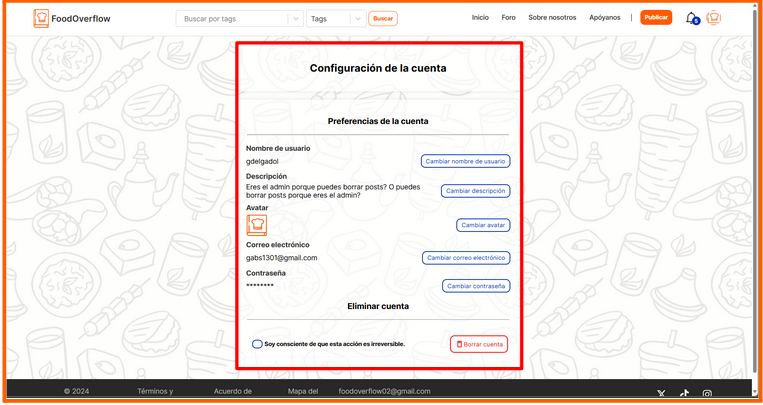 FoodOverflow
Buscar por tags
Tags
Buscar
Inicio
Foro
Sobre nosotros
Apóyanos
|
Publicar
5
Configuración de la cuenta
Preferencias de la cuenta
Nombre de usuario
gdelgadol
Cambiar nombre de usuario
Descripción
Eres el admin porque puedes borrar posts? O puedes
borrar posts porque eres el admin?
Cambiar descripción
Avatar
Cambiar avatar
Correo electrónico
gabs1301@gmail.com
Cambiar correo electrónico
Contraseña
********
Cambiar contraseña
Eliminar cuenta
Soy consciente de que esta acción es irreversible.
Borrar cuenta
© 2024
Términos y
Acuerdo de
Mapa del
foodoverflow02@gmail.com